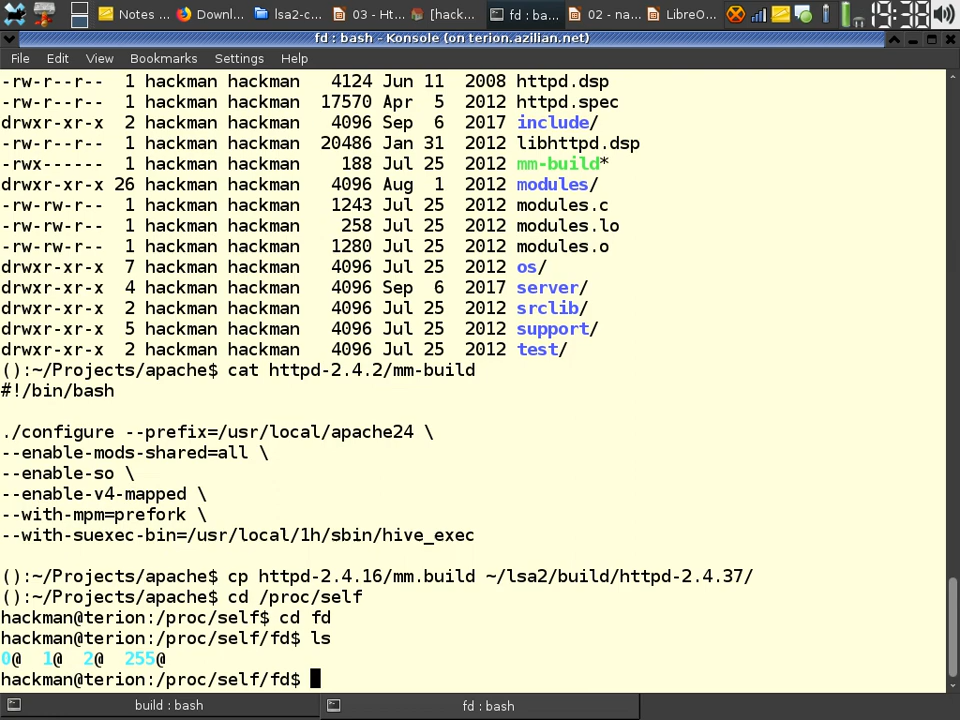 Notes ...
Downl...
lsa2-c...
03 - Ht...
[hack...
fd : ba...
02 - na...
LibreO...
19:38
fd : bash - Konsole (on terion.azilian.net)
File Edit View Bookmarks Settings Help
-rw-r--r-- 1 hackman hackman 4124 Jun 11 2008 httpd.dsp
-rw-r--r-- 1 hackman hackman 17570 Apr 5 2012 httpd.spec
drwxr-xr-x 2 hackman hackman 4096 Sep 6 2017 include/
-rw-r--r-- 1 hackman hackman 20486 Jan 31 2012 libhttpd.dsp
-rwx------ 1 hackman hackman 188 Jul 25 2012 mm-build*
drwxr-xr-x 26 hackman hackman 4096 Aug 1 2012 modules/
-rw-rw-r-- 1 hackman hackman 1243 Jul 25 2012 modules.c
-rw-rw-r-- 1 hackman hackman 258 Jul 25 2012 modules.lo
-rw-rw-r-- 1 hackman hackman 1280 Jul 25 2012 modules.o
drwxr-xr-x 7 hackman hackman 4096 Jul 25 2012 os/
drwxr-xr-x 4 hackman hackman 4096 Sep 6 2017 server/
drwxr-xr-x 2 hackman hackman 4096 Jul 25 2012 srclib/
drwxr-xr-x 5 hackman hackman 4096 Jul 25 2012 support/
drwxr-xr-x 2 hackman hackman 4096 Jul 25 2012 test/
():~/Projects/apache$ cat httpd-2.4.2/mm-build
#!/bin/bash
./configure --prefix=/usr/local/apache24 \
--enable-mods-shared=all \
--enable-so \
--enable-v4-mapped \
--with-mpm=prefork \
--with-suexec-bin=/usr/local/1h/sbin/hive_exec
():~/Projects/apache$ cp httpd-2.4.16/mm.build ~/lsa2/build/httpd-2.4.37/
():~/Projects/apache$ cd /proc/self
hackman@terion:/proc/self$ cd fd
hackman@terion:/proc/self/fd$ ls
0@ 1@ 2@ 255@
hackman@terion:/proc/self/fd$
build : bash
fd : bash